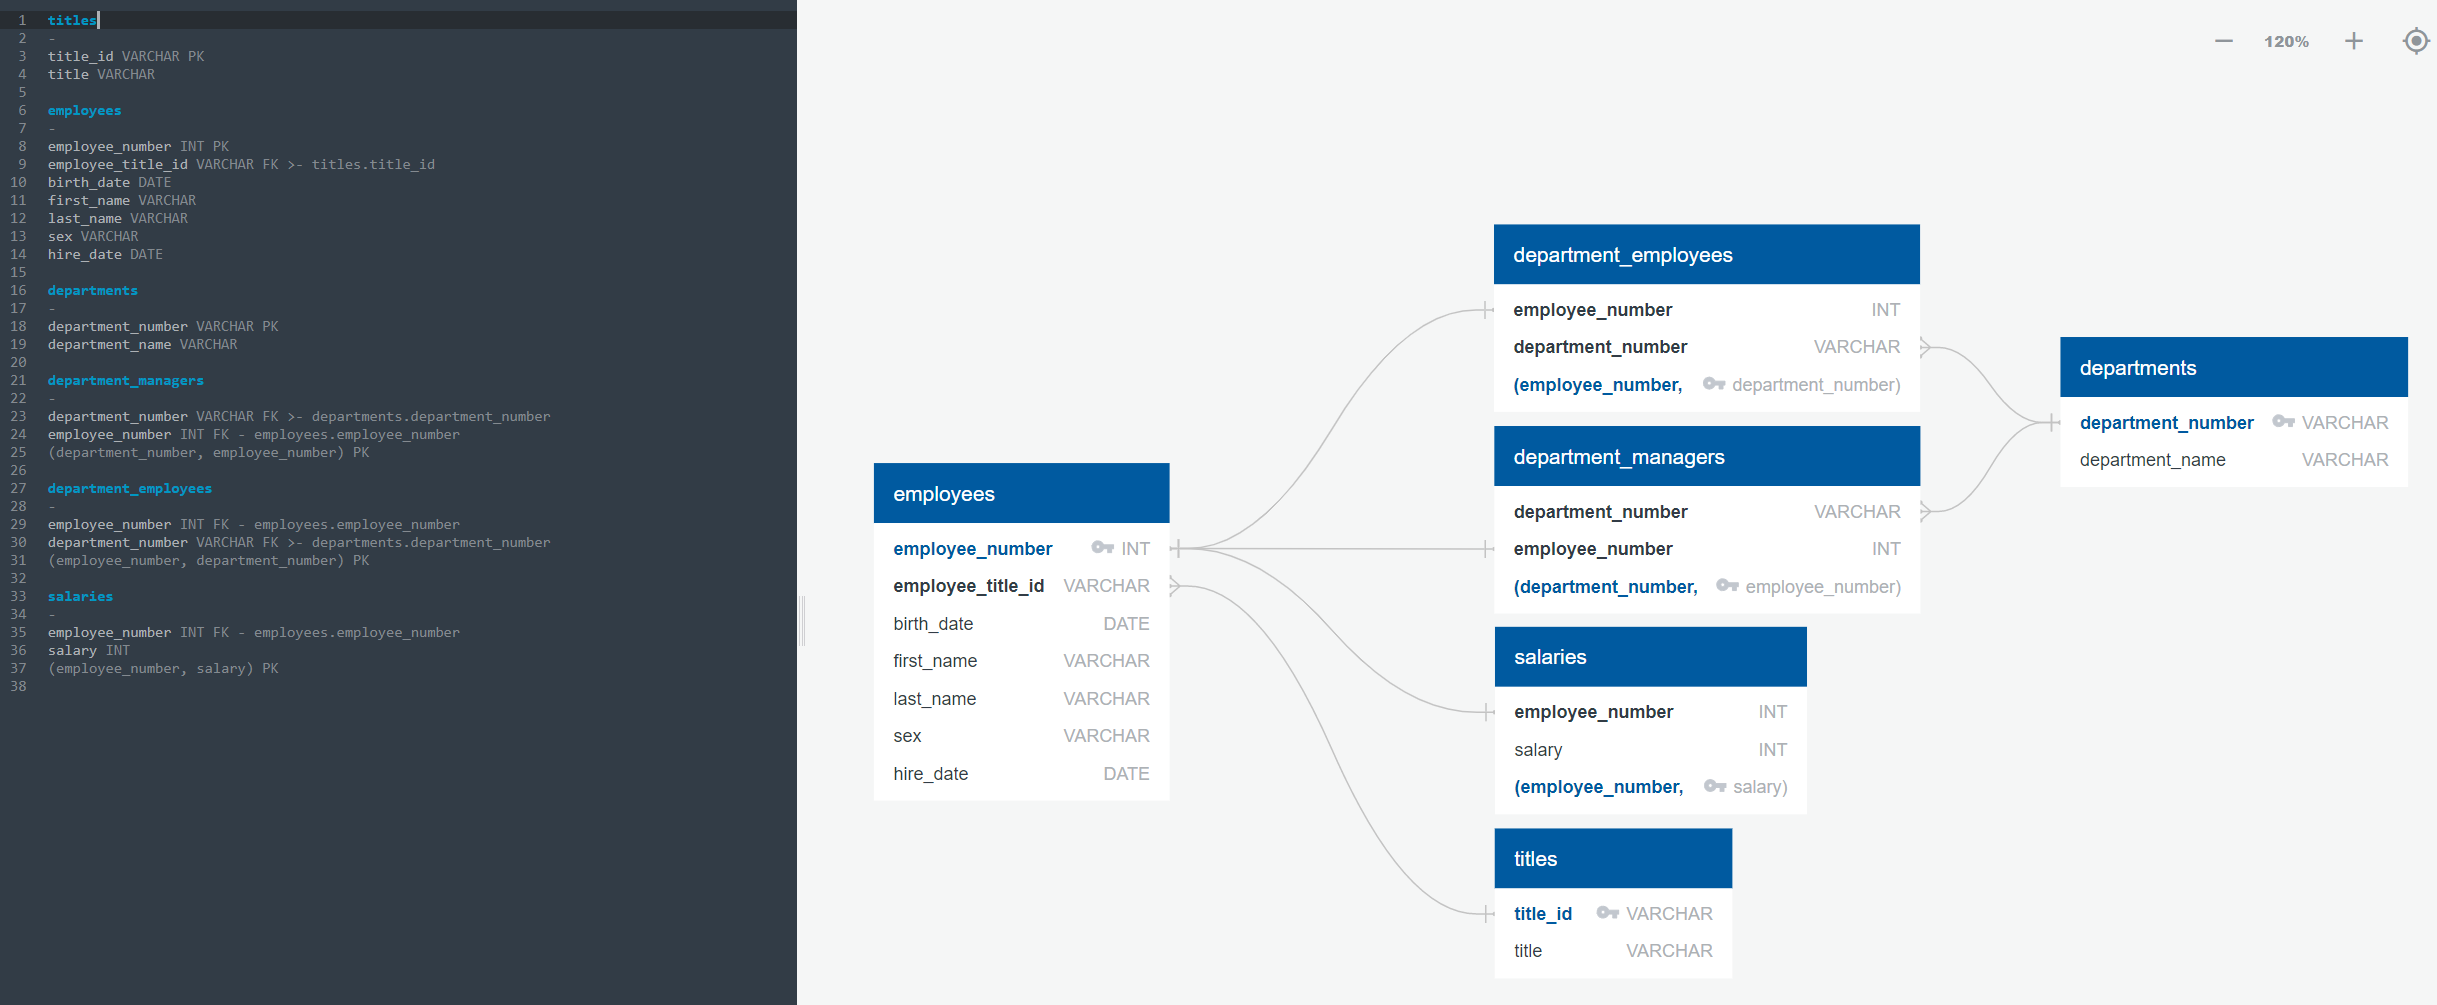 1 titles
2 -
3 title_id VARCHAR PK
4 title VARCHAR
5
6 employees
7 -
8 employee_number INT PK
9 employee_title_id VARCHAR FK >- titles.title_id
10 birth_date DATE
11 first_name VARCHAR
12 last_name VARCHAR
13 sex VARCHAR
14 hire_date DATE
15
16 departments
17 -
18 department_number VARCHAR PK
19 department_name VARCHAR
20
21 department_managers
22 -
23 department_number VARCHAR FK >- departments.department_number
24 employee_number INT FK - employees.employee_number
25 (department_number, employee_number) PK
26
27 department_employees
28 -
29 employee_number INT FK - employees.employee_number
30 department_number VARCHAR FK >- departments.department_number
31 (employee_number, department_number) PK
32
33 salaries
34 -
35 employee_number INT FK - employees.employee_number
36 salary INT
37 (employee_number, salary) PK
38
120%
employees
employee_number INT
employee_title_id VARCHAR
birth_date DATE
first_name VARCHAR
last_name VARCHAR
sex VARCHAR
hire_date DATE
department_employees
employee_number INT
department_number VARCHAR
(employee_number, department_number)
department_managers
department_number VARCHAR
employee_number INT
(department_number, employee_number)
salaries
employee_number INT
salary INT
(employee_number, salary)
titles
title_id VARCHAR
title VARCHAR
departments
department_number VARCHAR
department_name VARCHAR